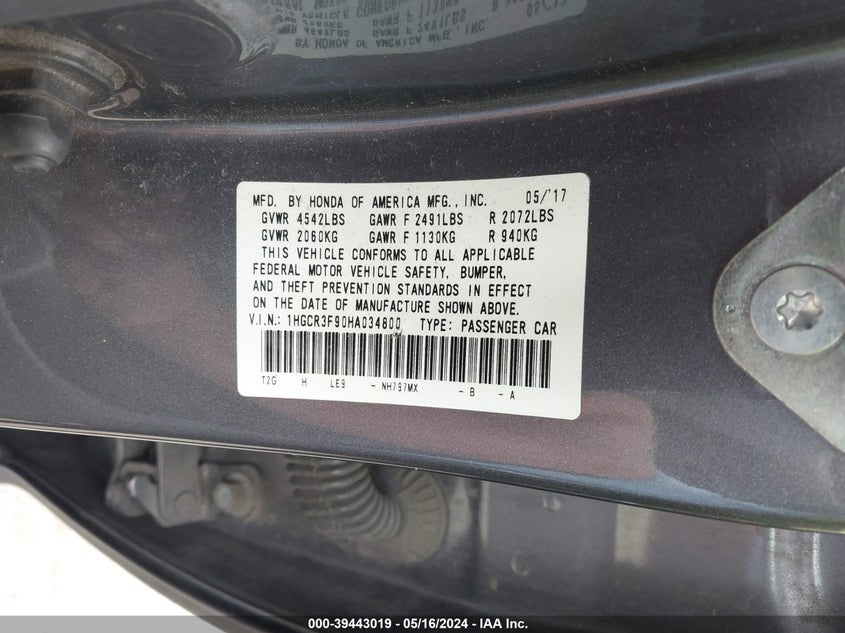 MFD. BY HONDA OF AMERICA MFG., INC. 05/'17
GVWR 4542LBS GAWR F 2491LBS R 2072LBS
GVWR 2060KG GAWR F 1130KG R 940KG
THIS VEHICLE CONFORMS TO ALL APPLICABLE
FEDERAL MOTOR VEHICLE SAFETY, BUMPER,
AND THEFT PREVENTION STANDARDS IN EFFECT
ON THE DATE OF MANUFACTURE SHOWN ABOVE.
V.I.N.: 1HGCR3F90HA034800 TYPE: PASSENGER CAR
T2G H LE9 - NH797MX - B - A
000-39443019 - 05/16/2024 - IAA Inc.